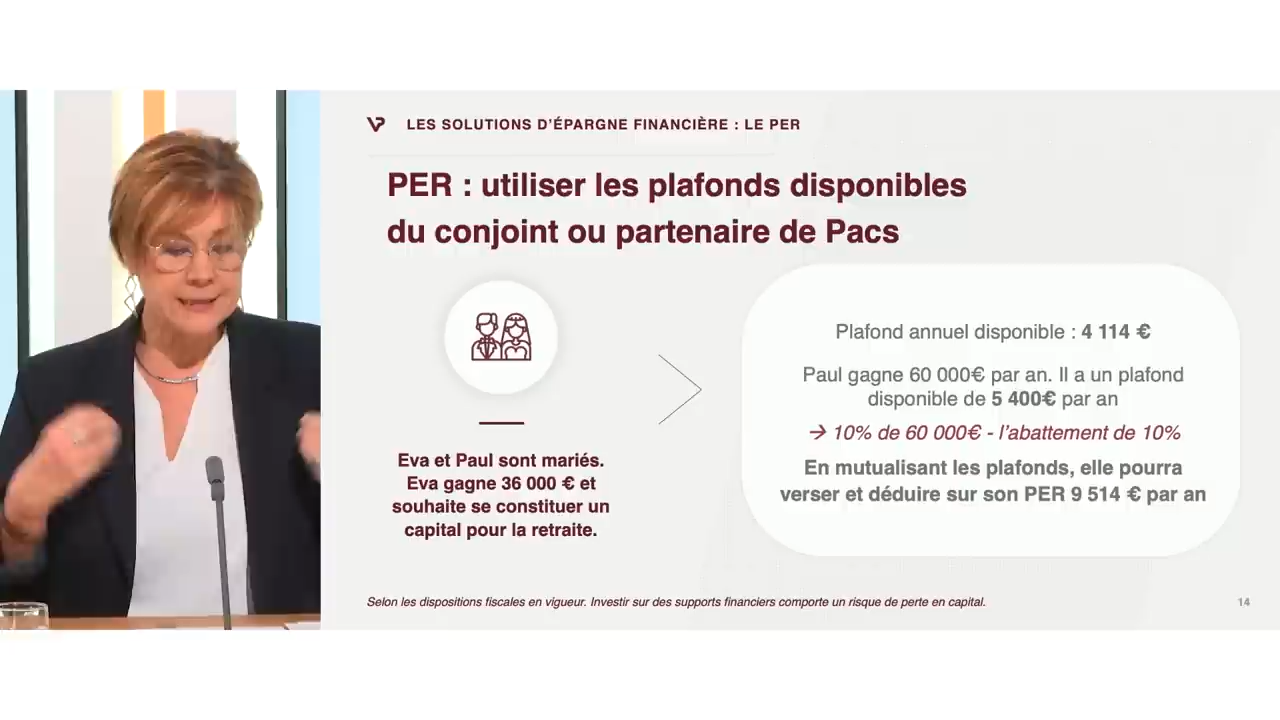 LES SOLUTIONS D'ÉPARGNE FINANCIÈRE : LE PER
PER : utiliser les plafonds disponibles
du conjoint ou partenaire de Pacs
Eva et Paul sont mariés.
Eva gagne 36 000 € et
souhaite se constituer un
capital pour la retraite.
Plafond annuel disponible : 4 114 €
Paul gagne 60 000€ par an. Il a un plafond
disponible de 5 400€ par an
→ 10% de 60 000€ - l'abattement de 10%
En mutualisant les plafonds, elle pourra
verser et déduire sur son PER 9 514 € par an
Selon les dispositions fiscales en vigueur. Investir sur des supports financiers comporte un risque de perte en capital.
14